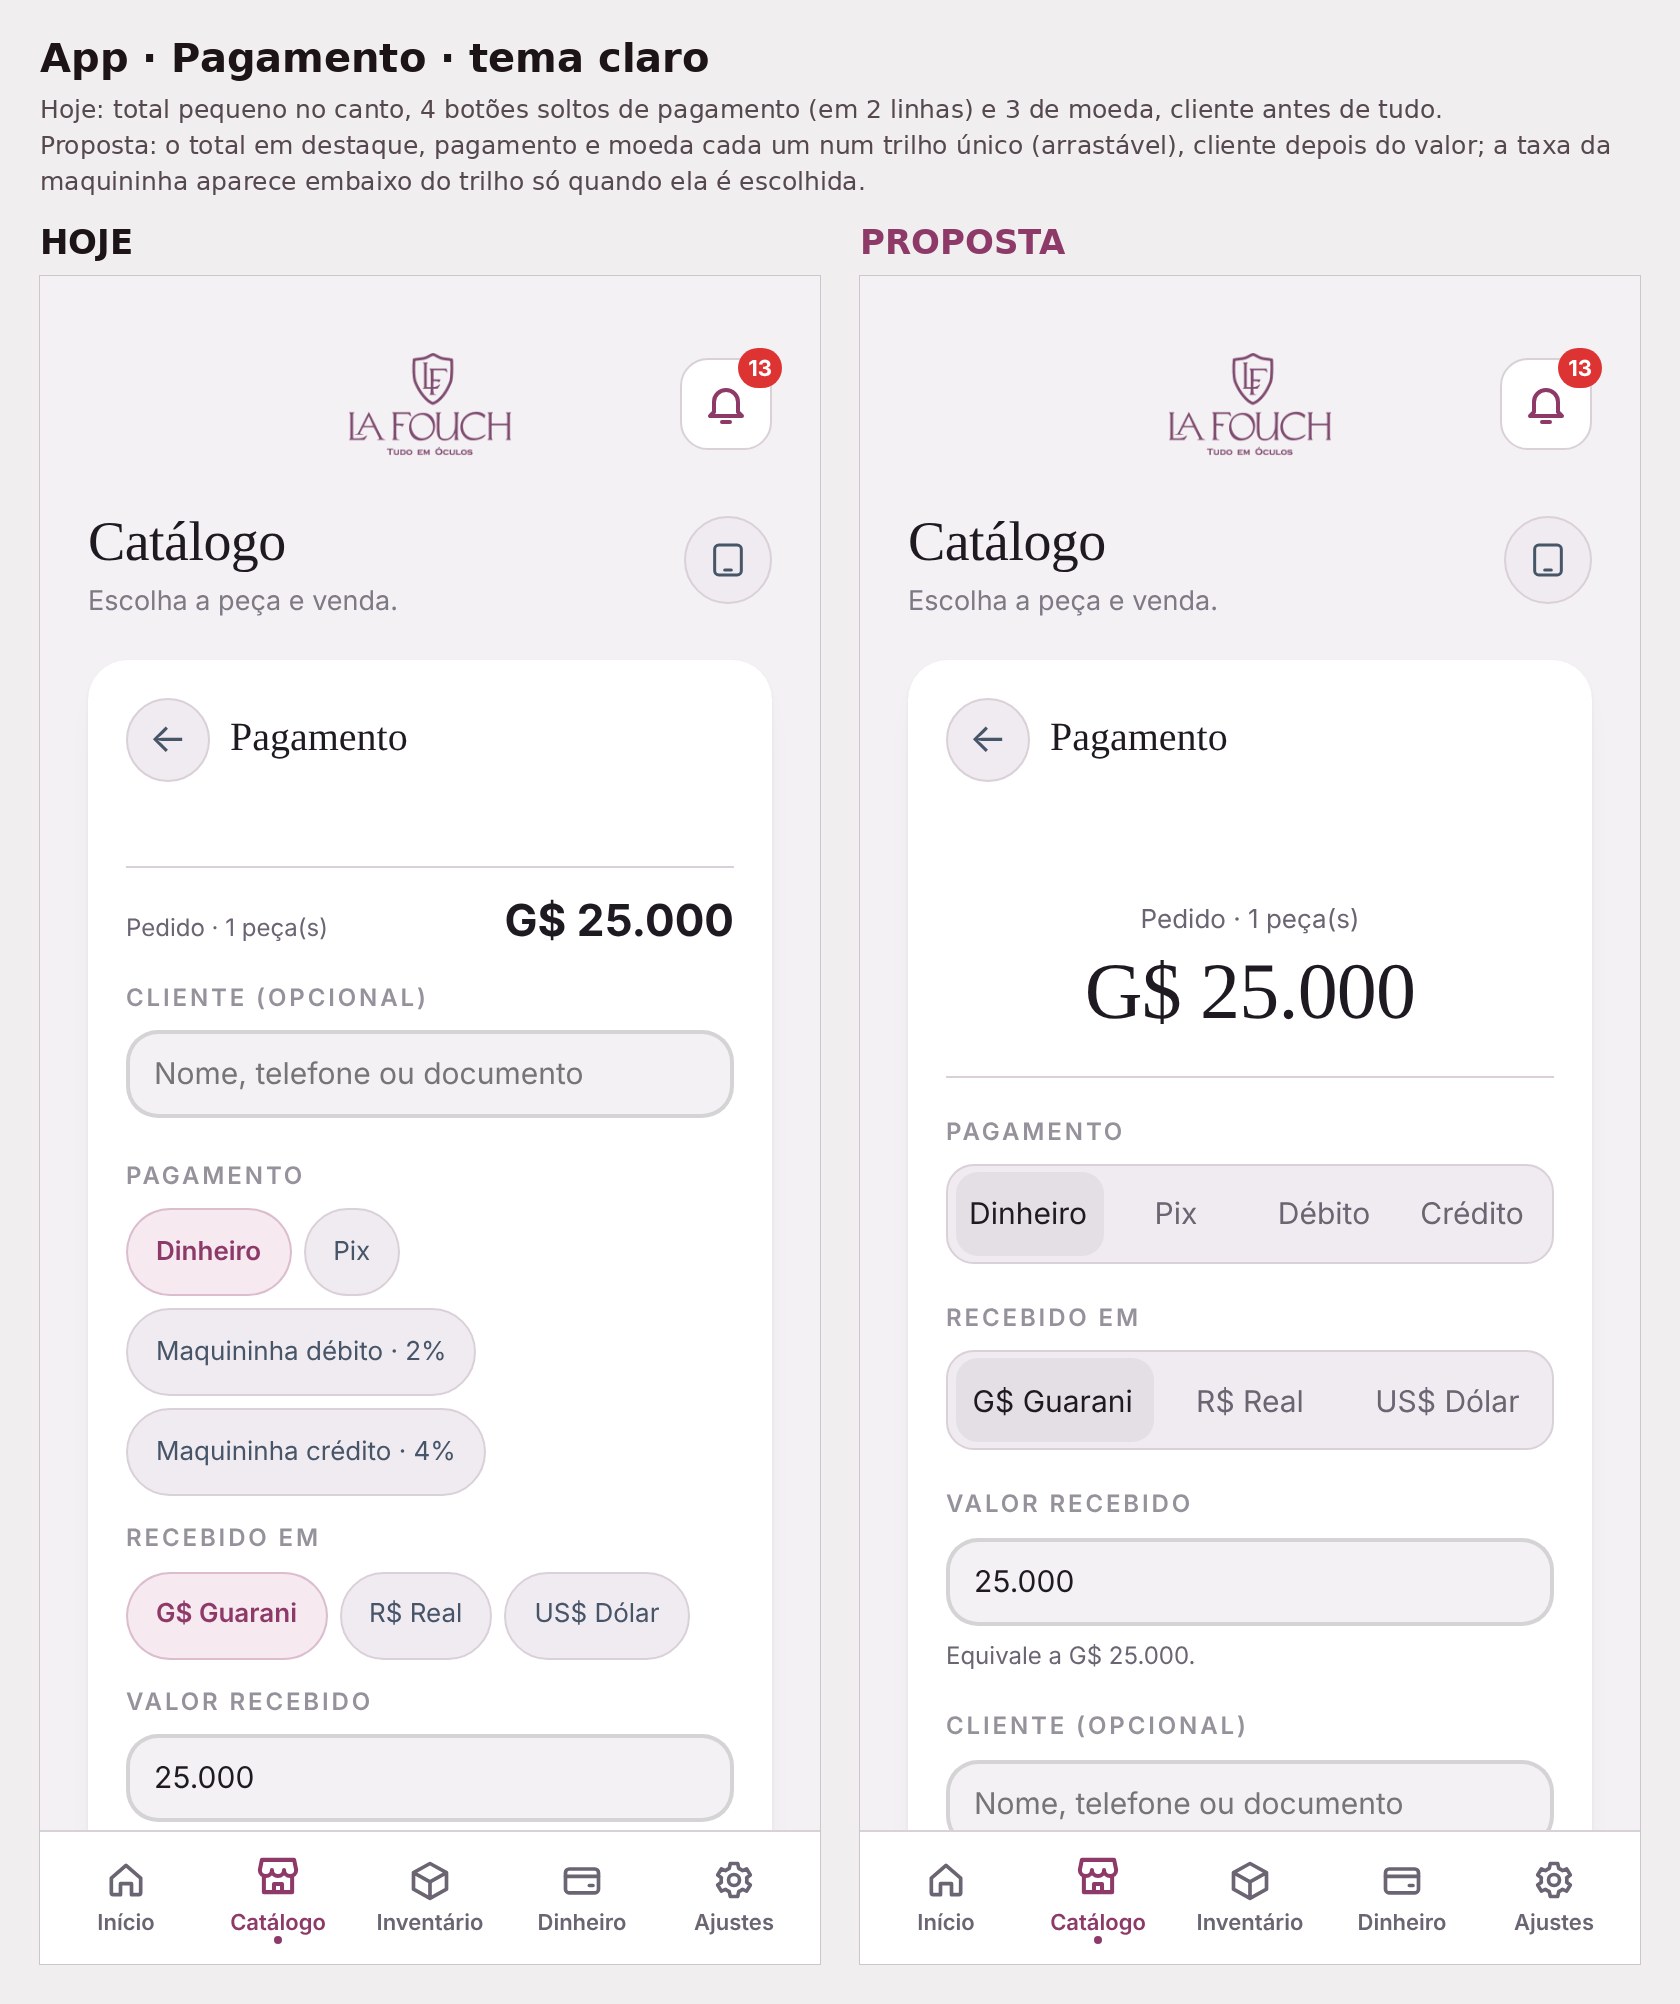 App · Pagamento · tema claro
Hoje: total pequeno no canto, 4 botões soltos de pagamento (em 2 linhas) e 3 de moeda, cliente antes de tudo.
Proposta: o total em destaque, pagamento e moeda cada um num trilho único (arrastável), cliente depois do valor; a taxa da
maquininha aparece embaixo do trilho só quando ela é escolhida.
HOJE
LF
LA FOUCH
Tudo em Óculos
13
Catálogo
Escolha a peça e venda.
Pagamento
Pedido · 1 peça(s)
G$ 25.000
CLIENTE (OPCIONAL)
Nome, telefone ou documento
PAGAMENTO
Dinheiro
Pix
Maquininha débito · 2%
Maquininha crédito · 4%
RECEBIDO EM
G$ Guarani
R$ Real
US$ Dólar
VALOR RECEBIDO
25.000
Início
Catálogo
Inventário
Dinheiro
Ajustes
PROPOSTA
LF
LA FOUCH
Tudo em Óculos
13
Catálogo
Escolha a peça e venda.
Pagamento
Pedido · 1 peça(s)
G$ 25.000
PAGAMENTO
Dinheiro
Pix
Débito
Crédito
RECEBIDO EM
G$ Guarani
R$ Real
US$ Dólar
VALOR RECEBIDO
25.000
Equivale a G$ 25.000.
CLIENTE (OPCIONAL)
Nome, telefone ou documento
Início
Catálogo
Inventário
Dinheiro
Ajustes